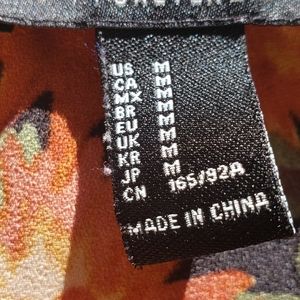 US M
CA M
MX M
BR M
EU M
UK M
KR M
JP M
CN 165/92A
MADE IN CHINA